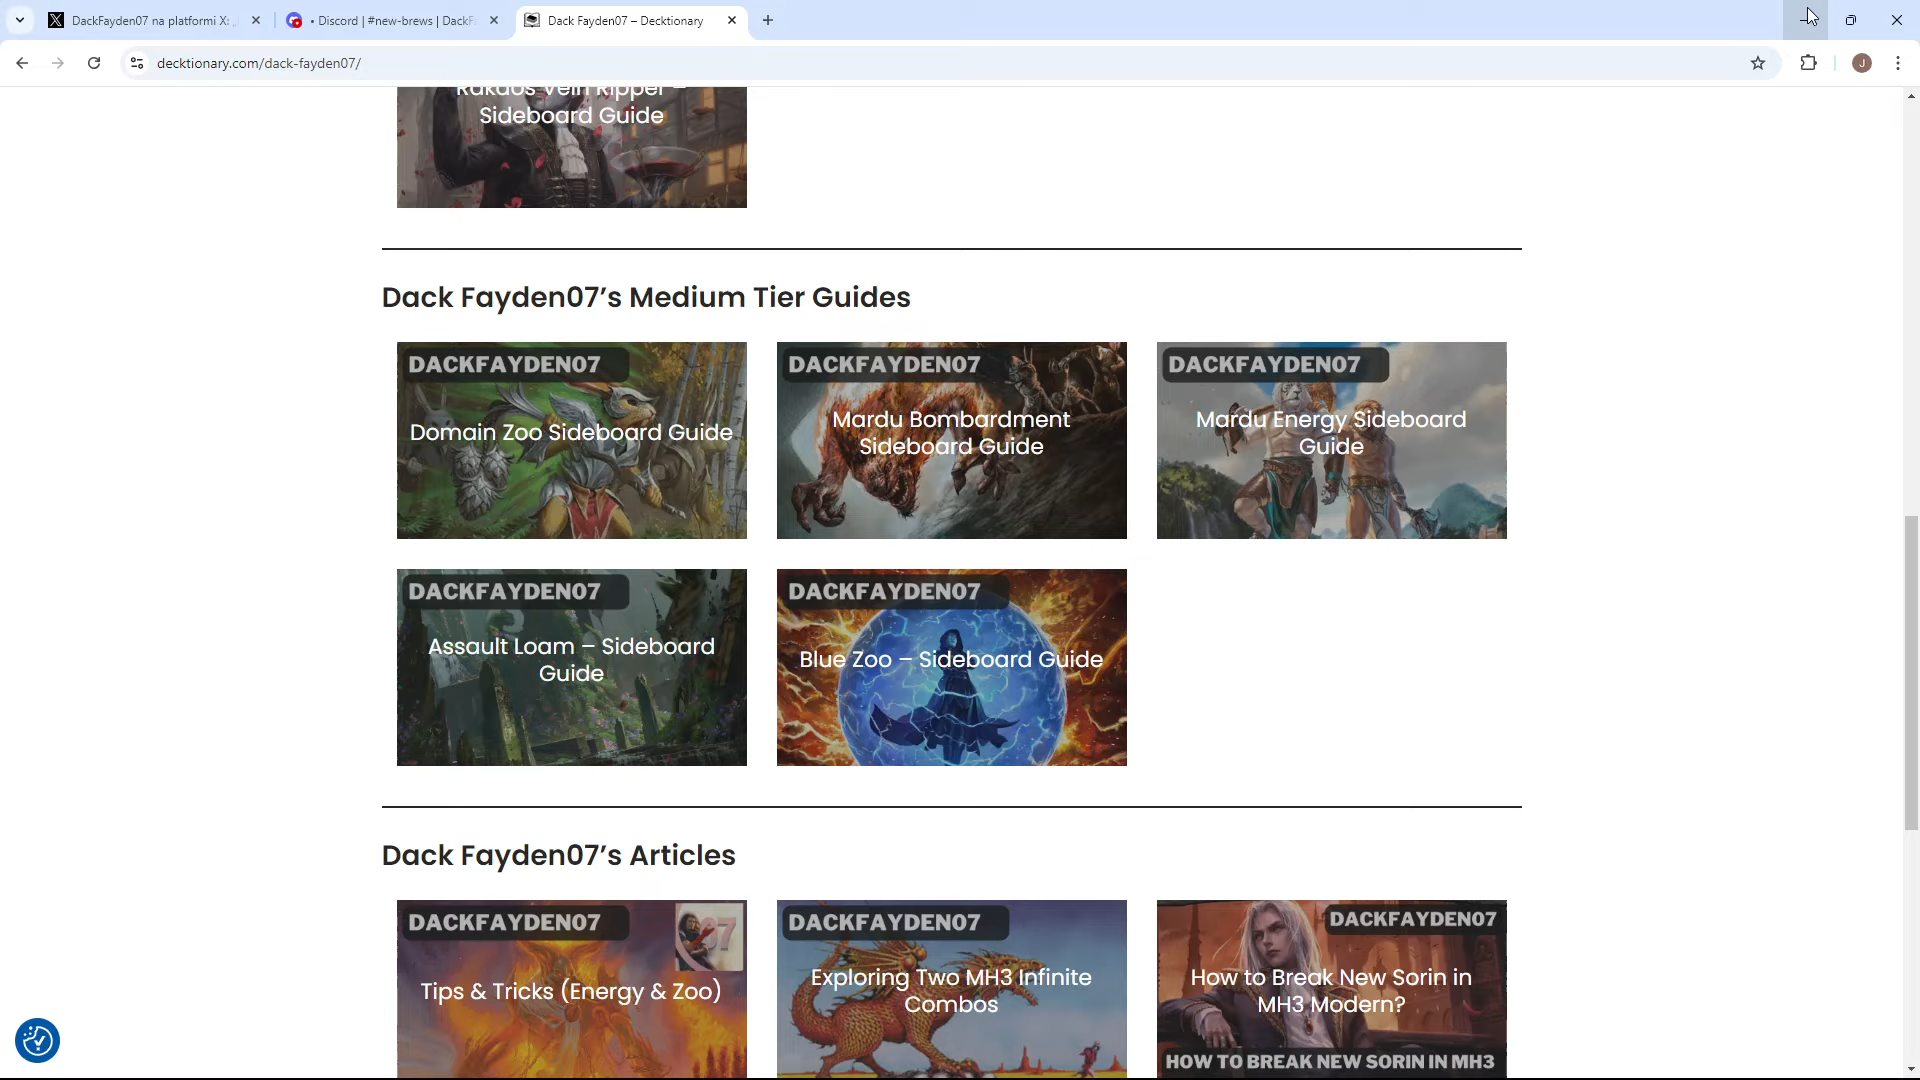 DackFayden07 na platformi X: „
• Discord | #new-brews | DackF
Dack Fayden07 – Decktionary
decktionary.com/dack-fayden07/
J
Rakdos Vein Ripper –
Sideboard Guide
Dack Fayden07’s Medium Tier Guides
DACKFAYDEN07
Domain Zoo Sideboard Guide
DACKFAYDEN07
Mardu Bombardment
Sideboard Guide
DACKFAYDEN07
Mardu Energy Sideboard
Guide
DACKFAYDEN07
Assault Loam – Sideboard
Guide
DACKFAYDEN07
Blue Zoo – Sideboard Guide
Dack Fayden07’s Articles
DACKFAYDEN07
07
Tips & Tricks (Energy & Zoo)
DACKFAYDEN07
Exploring Two MH3 Infinite
Combos
DACKFAYDEN07
How to Break New Sorin in
MH3 Modern?
HOW TO BREAK NEW SORIN IN MH3